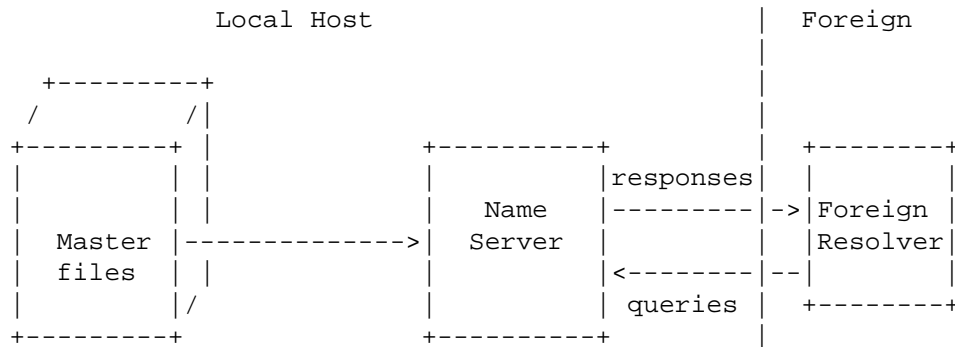 Local Host | Foreign
|
+---------+ |
/ /| |
+---------+ | +----------+ | +--------+
| | | | |responses| | |
| | | | Name |---------|->|Foreign |
| Master |-------------->| Server | | |Resolver|
| files | | | |<--------|--| |
| |/ | | queries | +--------+
+---------+ +----------+ |